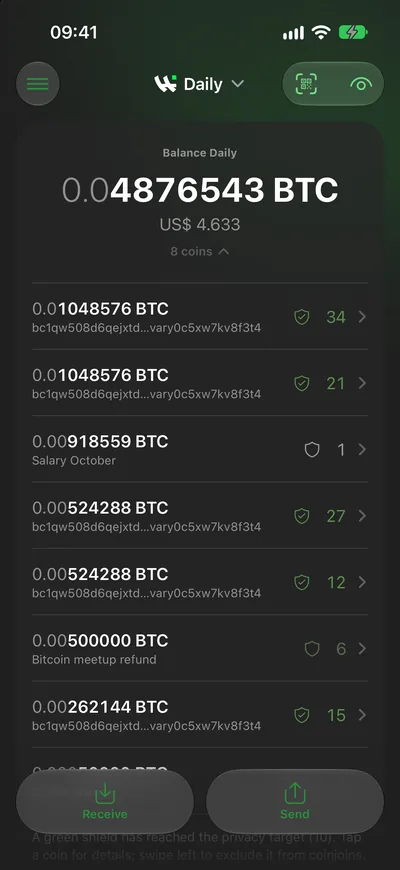 09:41
Daily
Balance Daily
0.04876543 BTC
US$ 4.633
8 coins
0.01048576 BTC
bc1qw508d6qejxtd...vary0c5xw7kv8f3t4
34
0.01048576 BTC
bc1qw508d6qejxtd...vary0c5xw7kv8f3t4
21
0.00918559 BTC
Salary October
1
0.00524288 BTC
bc1qw508d6qejxtd...vary0c5xw7kv8f3t4
27
0.00524288 BTC
bc1qw508d6qejxtd...vary0c5xw7kv8f3t4
12
0.00500000 BTC
Bitcoin meetup refund
6
0.00262144 BTC
bc1qw508d6qejxtd...vary0c5xw7kv8f3t4
15
Receive
Send
A green shield has reached the privacy target (10). Tap
a coin for details; swipe left to exclude it from coinjoins.